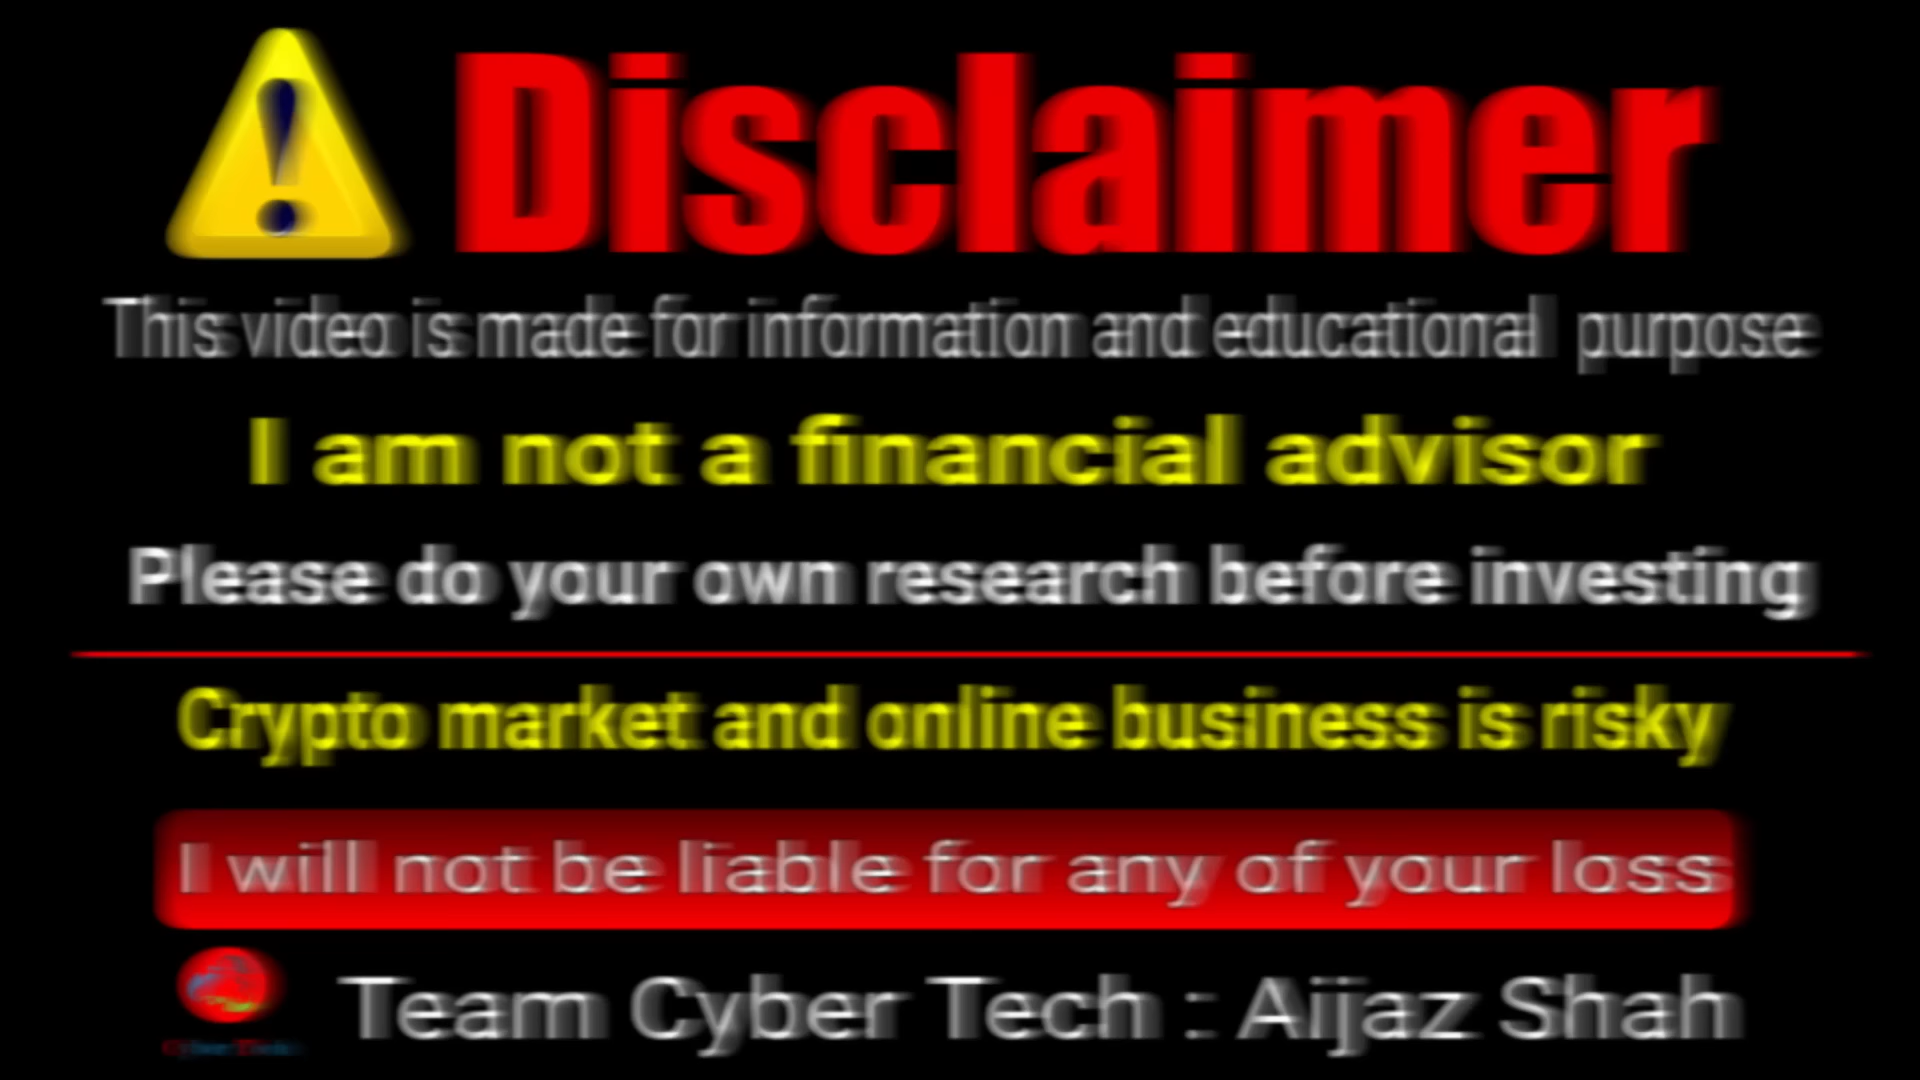 Disclaimer
This video is made for information and educational purpose
I am not a financial advisor
Please do your own research before investing
Crypto market and online business is risky
I will not be liable for any of your loss
Team Cyber Tech : Aijaz Shah
Cyber Tech